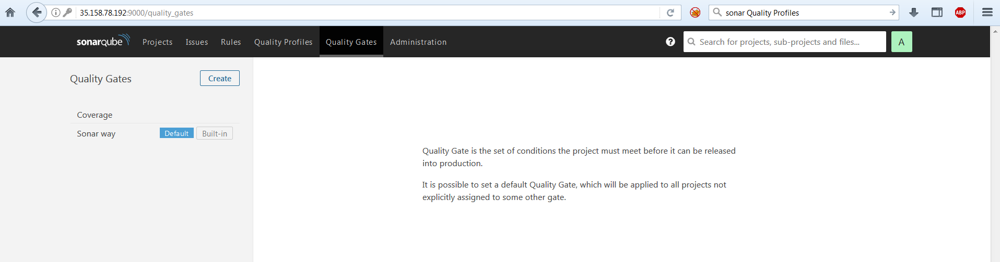 35.158.78.192:9000/quality_gates
sonar Quality Profiles
ABP
sonarqube Projects Issues Rules Quality Profiles Quality Gates Administration
? Search for projects, sub-projects and files... A
Quality Gates Create
Coverage
Sonar way Default Built-in
Quality Gate is the set of conditions the project must meet before it can be released
into production.
It is possible to set a default Quality Gate, which will be applied to all projects not
explicitly assigned to some other gate.